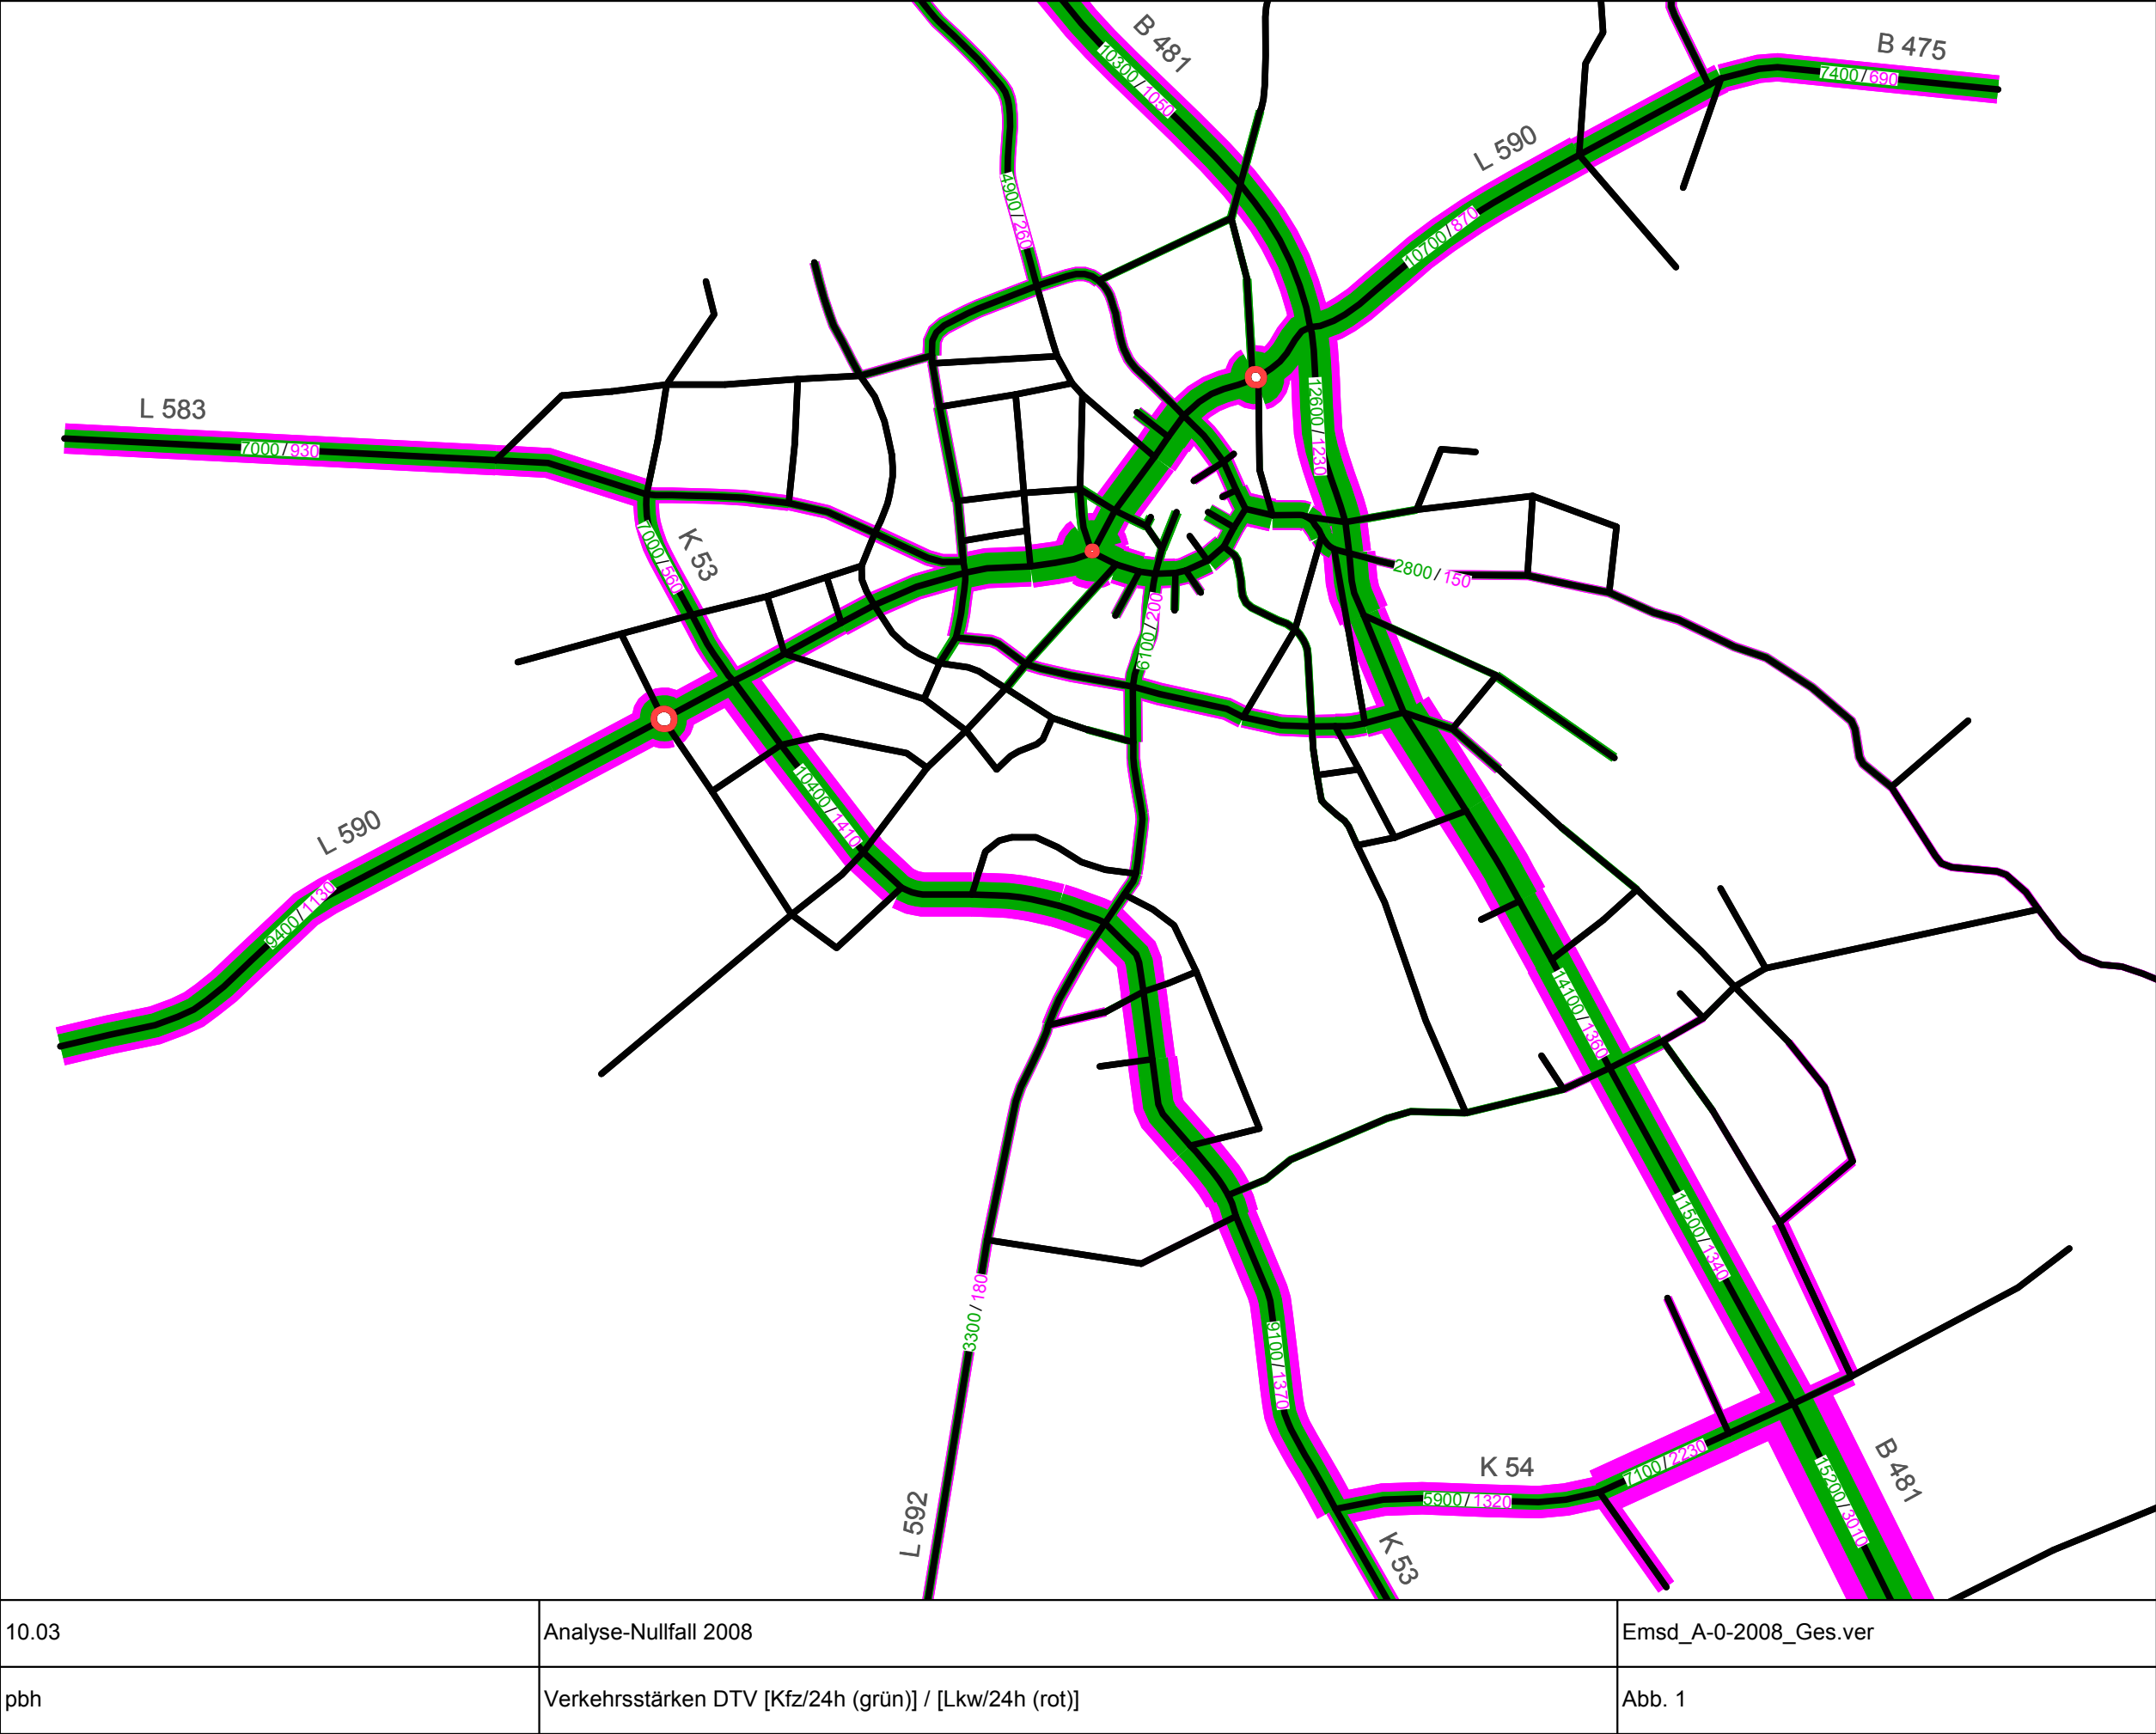 B 481
B 475
10300/1050
7400/690
L 590
4900/260
10700/870
L 583
7000/930
12600/1230
K 53
7000/560
2800/150
6100/200
10400/1410
L 590
9400/1130
14100/1360
11500/1340
3300/180
9100/1370
K 54
7100/2230
B 481
5900/1320
15200/3010
L 592
K 53
10.03
Analyse-Nullfall 2008
Emsd_A-0-2008_Ges.ver
pbh
Verkehrsstärken DTV [Kfz/24h (grün)] / [Lkw/24h (rot)]
Abb. 1